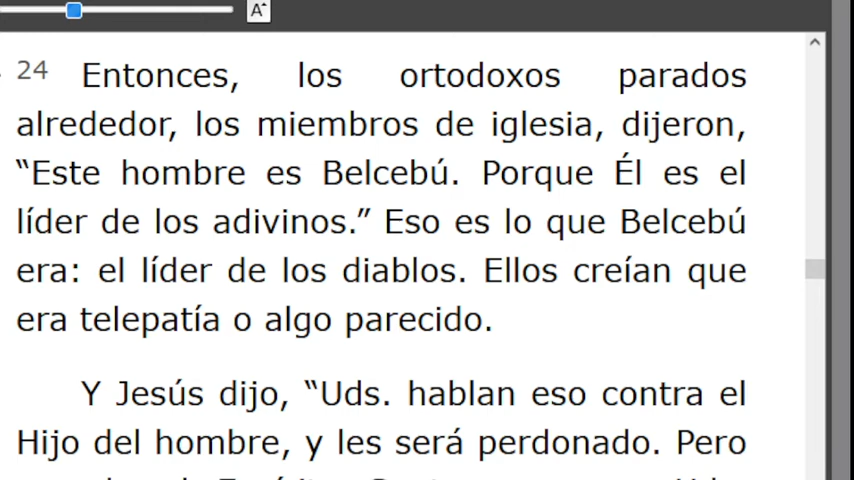 A^
24 Entonces, los ortodoxos parados
alrededor, los miembros de iglesia, dijeron,
“Este hombre es Belcebú. Porque Él es el
líder de los adivinos.” Eso es lo que Belcebú
era: el líder de los diablos. Ellos creían que
era telepatía o algo parecido.
Y Jesús dijo, “Uds. hablan eso contra el
Hijo del hombre, y les será perdonado. Pero